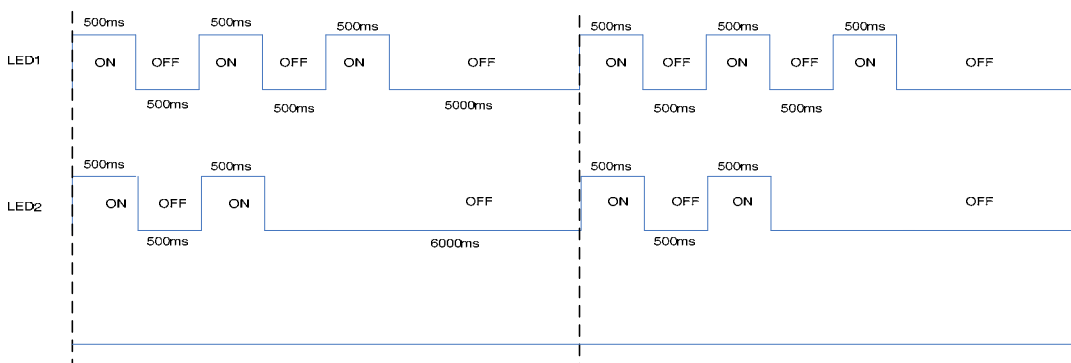 500ms 500ms 500ms 500ms 500ms 500ms
LED1 ON OFF ON OFF ON OFF ON OFF ON OFF ON OFF
500ms 500ms 5000ms 500ms 500ms
500ms 500ms 500ms 500ms
LED2 ON OFF ON OFF ON OFF ON OFF
500ms 6000ms 500ms